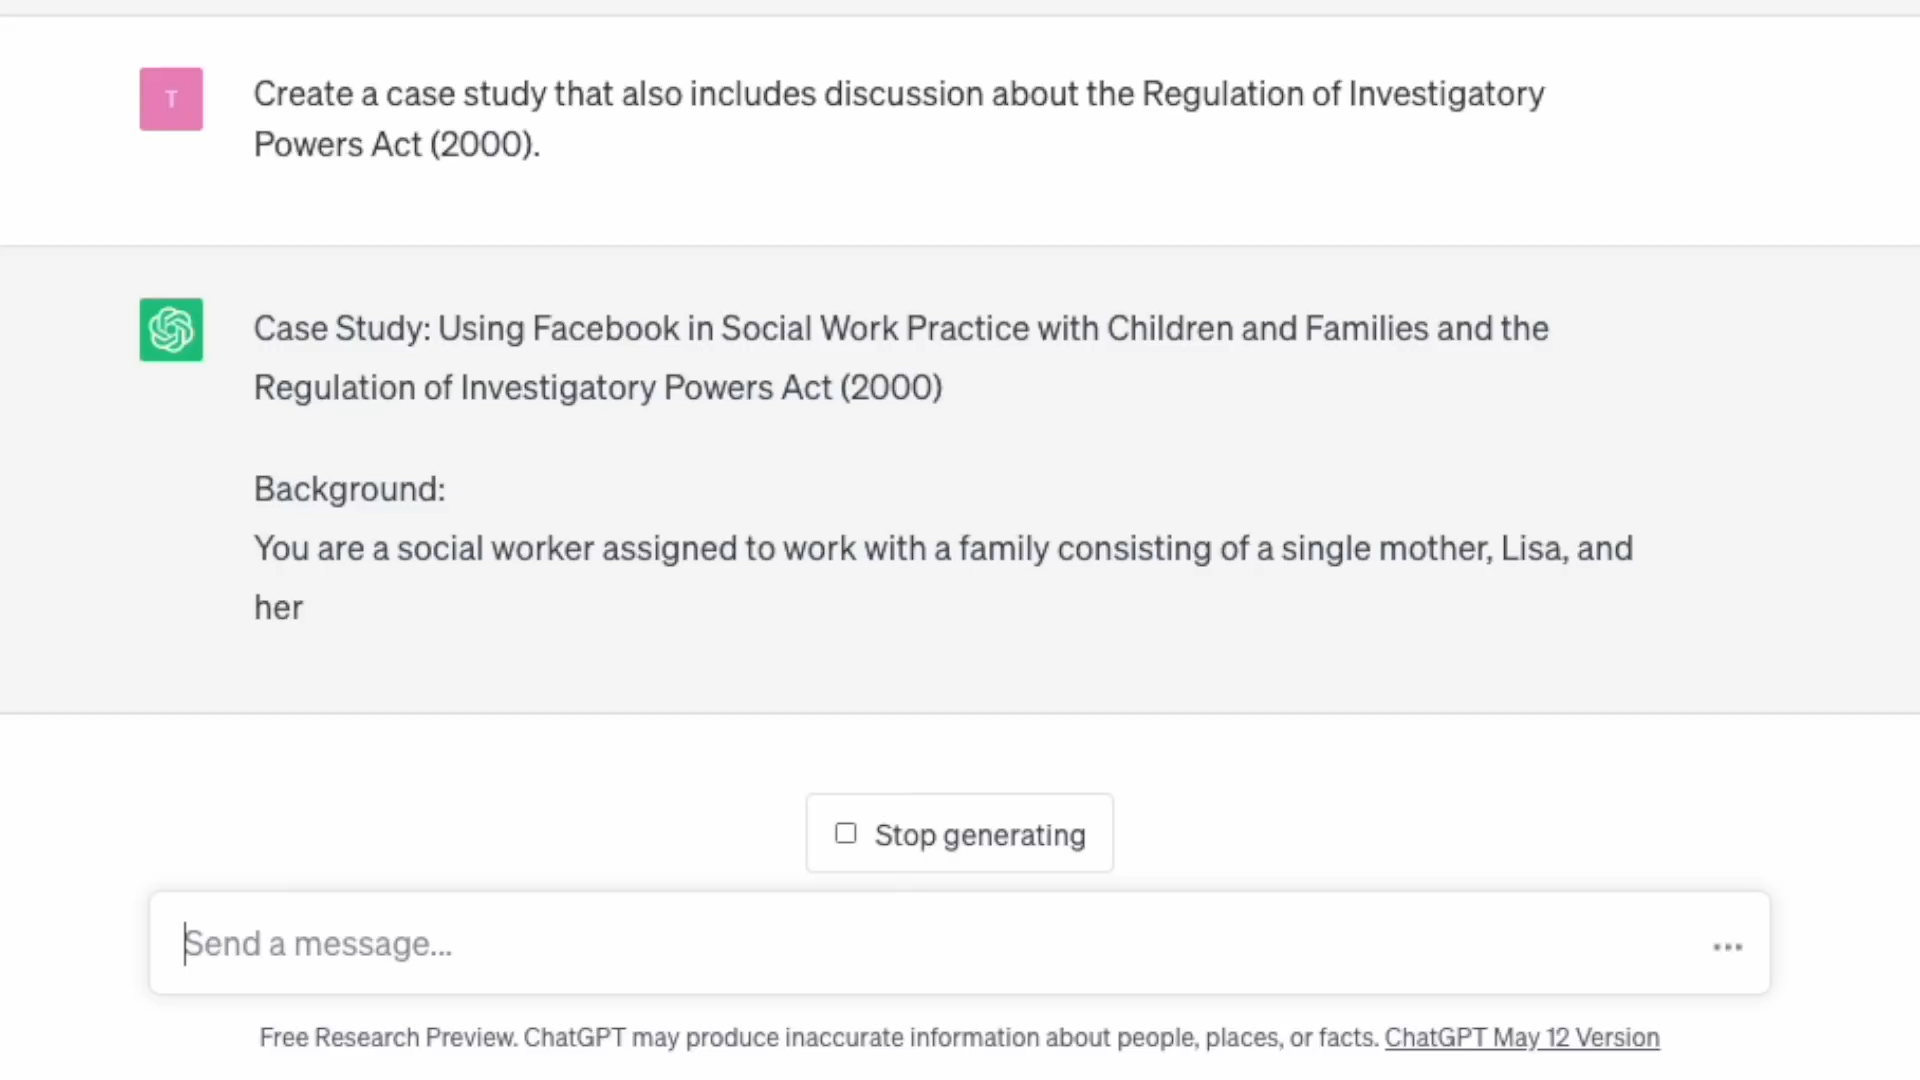 T
Create a case study that also includes discussion about the Regulation of Investigatory
Powers Act (2000).
Case Study: Using Facebook in Social Work Practice with Children and Families and the
Regulation of Investigatory Powers Act (2000)
Background:
You are a social worker assigned to work with a family consisting of a single mother, Lisa, and
her
Stop generating
Send a message...
Free Research Preview. ChatGPT may produce inaccurate information about people, places, or facts. ChatGPT May 12 Version